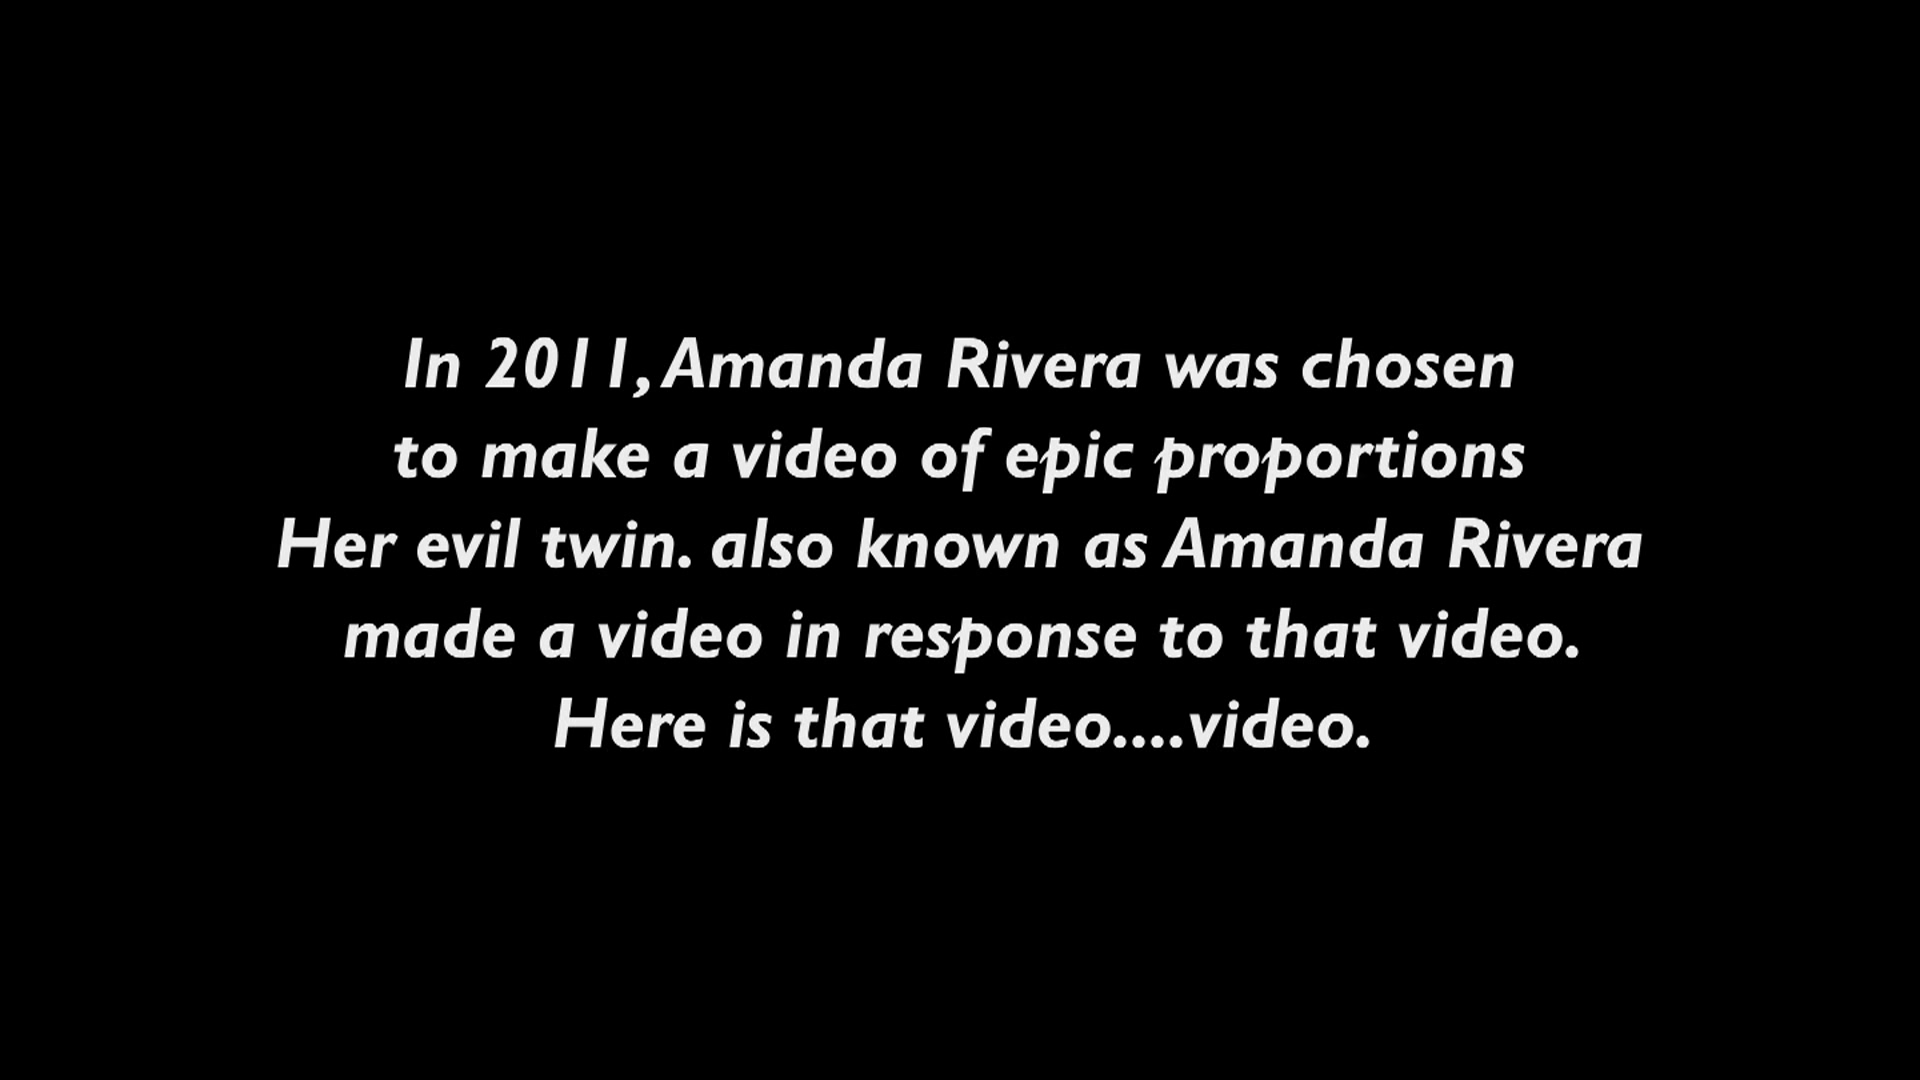 In 2011, Amanda Rivera was chosen
to make a video of epic proportions
Her evil twin. also known as Amanda Rivera
made a video in response to that video.
Here is that video....video.